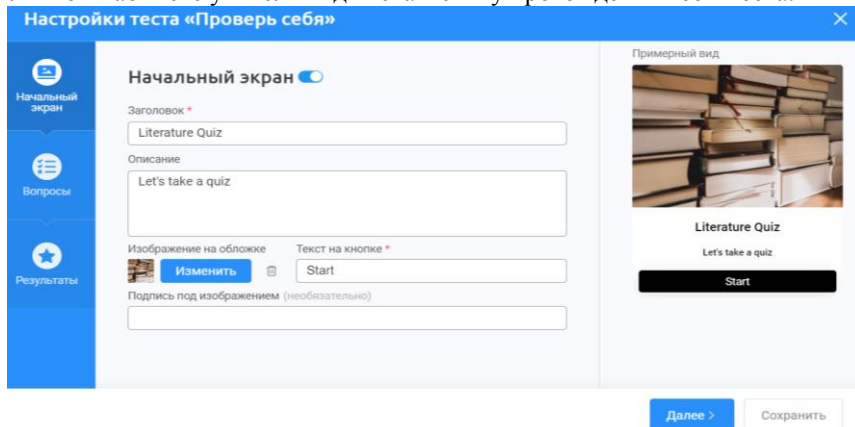 Настройки теста «Проверь себя»
Начальный экран
Вопросы
Результаты
Начальный экран
Заголовок *
Literature Quiz
Описание
Let's take a quiz
Изображение на обложке Текст на кнопке *
Изменить Start
Подпись под изображением (необязательно)
Примерный вид
Literature Quiz
Let's take a quiz
Start
Далее > Сохранить